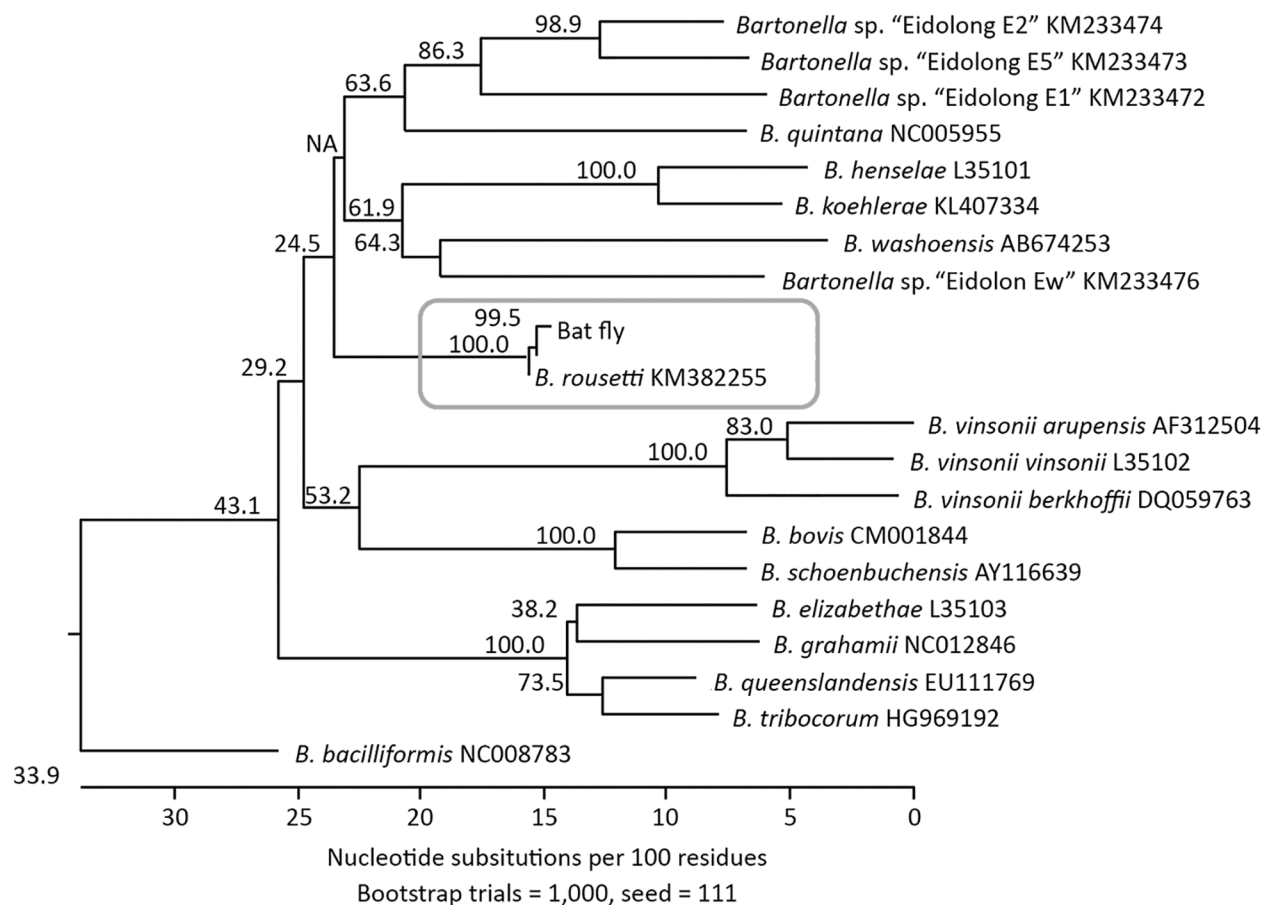 98.9
Bartonella sp. “Eidolong E2” KM233474
86.3
Bartonella sp. “Eidolong E5” KM233473
63.6
Bartonella sp. “Eidolong E1” KM233472
B. quintana NC005955
NA
100.0
B. henselae L35101
61.9
B. koehlerae KL407334
64.3
24.5
B. washoensis AB674253
Bartonella sp. “Eidolon Ew” KM233476
99.5
Bat fly
100.0
29.2
B. rousetti KM382255
83.0
B. vinsonii arupensis AF312504
100.0
B. vinsonii vinsonii L35102
53.2
B. vinsonii berkhoffii DQ059763
43.1
100.0
B. bovis CM001844
B. schoenbuchensis AY116639
38.2
B. elizabethae L35103
100.0
B. grahamii NC012846
73.5
B. queenslandensis EU111769
B. tribocorum HG969192
B. bacilliformis NC008783
33.9
30 25 20 15 10 5 0
Nucleotide subsitutions per 100 residues
Bootstrap trials = 1,000, seed = 111